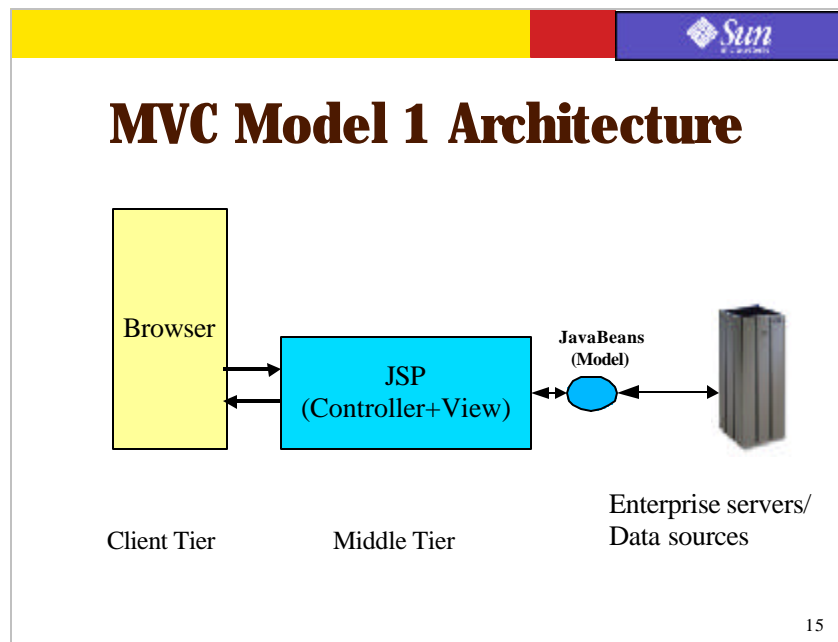 Sun
MVC Model 1 Architecture
Browser
JSP
(Controller+View)
JavaBeans
(Model)
Enterprise servers/
Data sources
Client Tier
Middle Tier
15